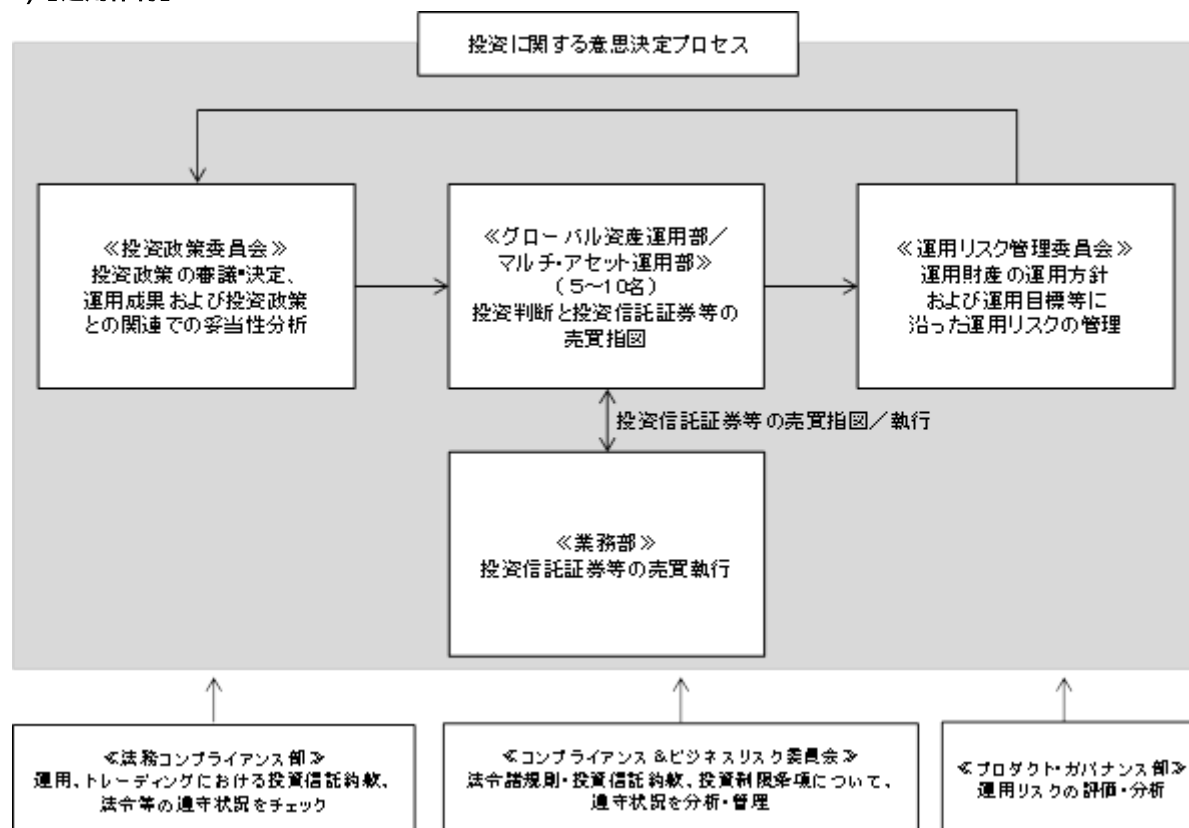 投資に関する意思決定プロセス
≪投資政策委員会≫
投資政策の審議・決定、
運用成果および投資政策
との関連での妥当性分析
≪グローバル資産運用部／
マルチ・アセット運用部≫
(5～10名)
投資判断と投資信託証券等の
売買指図
≪運用リスク管理委員会≫
運用財産の運用方針
および運用目標等に
沿った運用リスクの管理
投資信託証券等の売買指図／執行
≪業務部≫
投資信託証券等の売買執行
≪法務コンプライアンス部≫
運用、トレーディングにおける投資信託約款、
法令等の遵守状況をチェック
≪コンプライアンス&ビジネスリスク委員会≫
法令諸規則・投資信託約款、投資制限条項について、
遵守状況を分析・管理
≪プロダクト・ガバナンス部≫
運用リスクの評価・分析